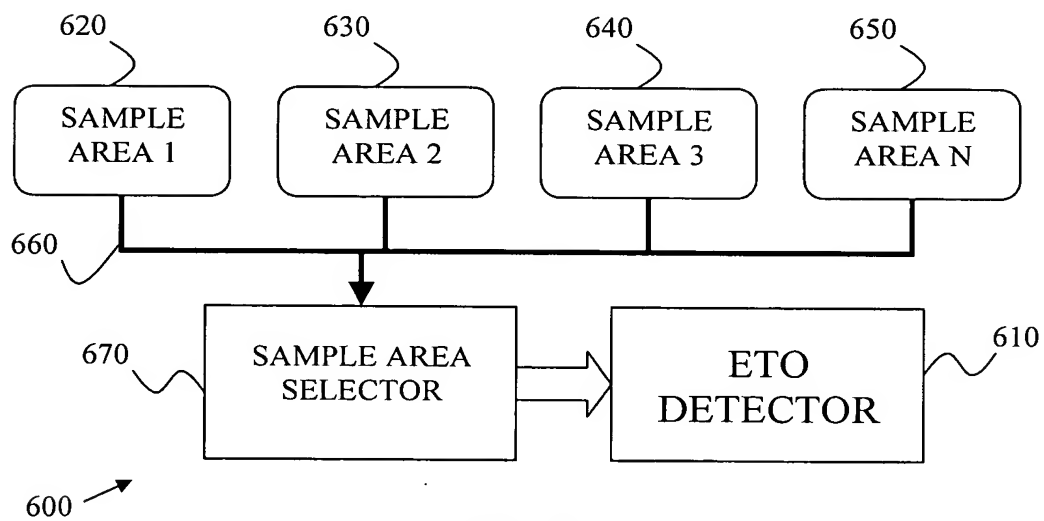 620
630
640
650
SAMPLE
AREA 1
SAMPLE
AREA 2
SAMPLE
AREA 3
SAMPLE
AREA N
660
670
SAMPLE AREA
SELECTOR
ETO
DETECTOR
610
600